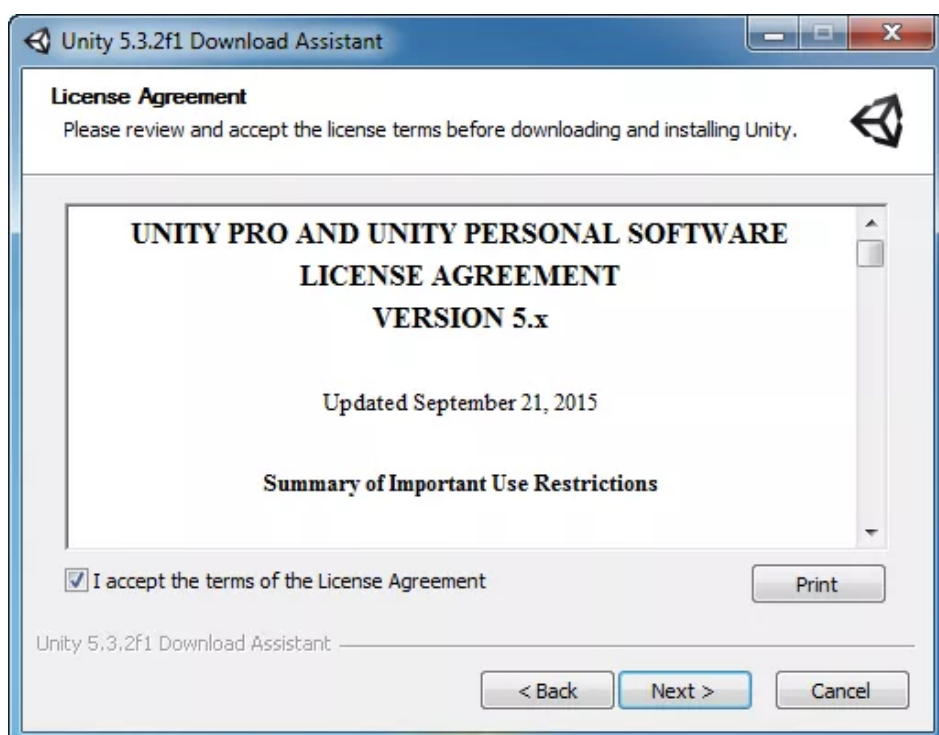 Unity 5.3.2f1 Download Assistant
License Agreement
Please review and accept the license terms before downloading and installing Unity.
UNITY PRO AND UNITY PERSONAL SOFTWARE
LICENSE AGREEMENT
VERSION 5.x
Updated September 21, 2015
Summary of Important Use Restrictions
I accept the terms of the License Agreement
Print
Unity 5.3.2f1 Download Assistant
< Back
Next >
Cancel